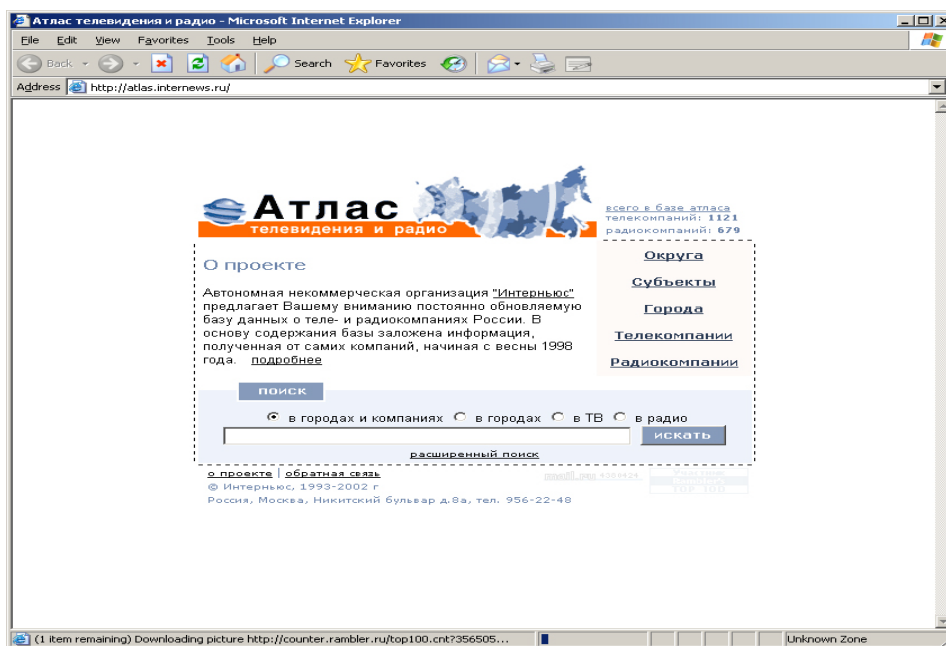 Атлас телевидения и радио - Microsoft Internet Explorer
File Edit View Favorites Tools Help
Back Search Favorites
Address http://atlas.internews.ru/
Атлас
телевидения и радио
всего в базе атласа
телекомпаний: 1121
радиокомпаний: 679
О проекте
Автономная некоммерческая организация "Интерньюс"
предлагает Вашему вниманию постоянно обновляемую
базу данных о теле- и радиокомпаниях России. В
основу содержания базы заложена информация,
полученная от самих компаний, начиная с весны 1998
года. подробнее
Округа
Субъекты
Города
Телекомпании
Радиокомпании
поиск
в городах и компаниях в городах в ТВ в радио
искать
расширенный поиск
о проекте | обратная связь
© Интерньюс, 1993-2002 г
Россия, Москва, Никитский бульвар д.8а, тел. 956-22-48
TOP 100
(1 item remaining) Downloading picture http://counter.rambler.ru/top100.cnt?356505...
Unknown Zone